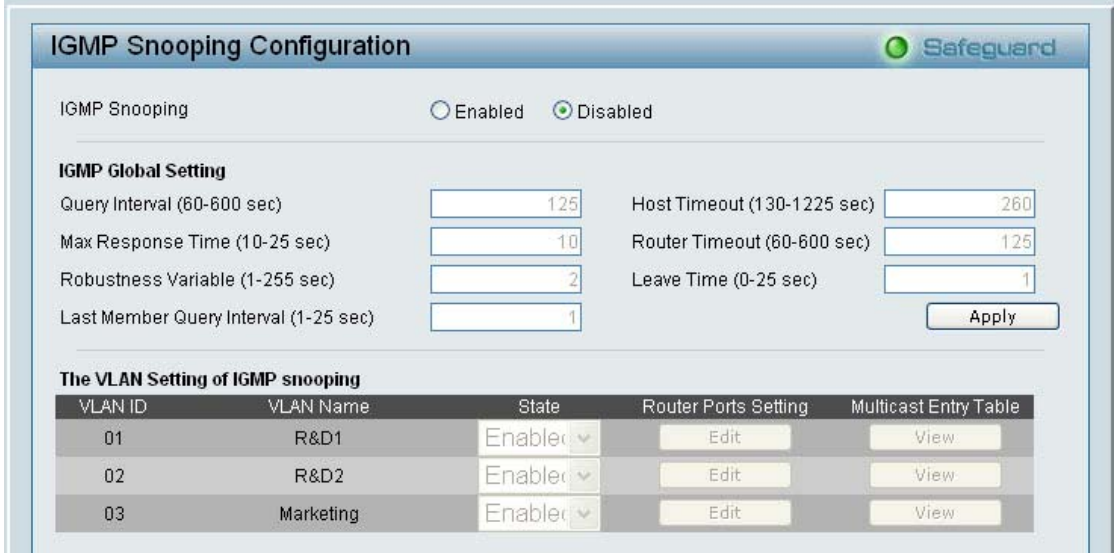 IGMP Snooping Configuration Safeguard
IGMP Snooping Enabled Disabled
IGMP Global Setting
Query Interval (60-600 sec) 125 Host Timeout (130-1225 sec) 260
Max Response Time (10-25 sec) 10 Router Timeout (60-600 sec) 125
Robustness Variable (1-255 sec) 2 Leave Time (0-25 sec) 1
Last Member Query Interval (1-25 sec) 1 Apply
The VLAN Setting of IGMP snooping
VLAN ID VLAN Name State Router Ports Setting Multicast Entry Table
01 R&D1 Enabled Edit View
02 R&D2 Enabled Edit View
03 Marketing Enabled Edit View